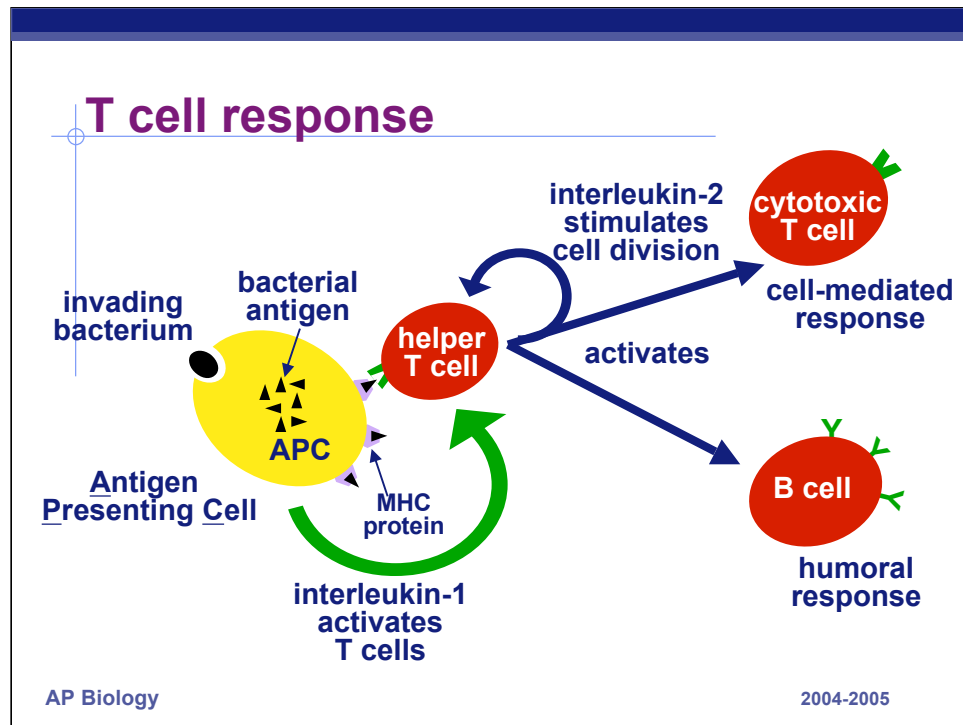 T cell response
interleukin-2
stimulates
cell division
cytotoxic
T cell
cell-mediated
response
invading
bacterium
bacterial
antigen
helper
T cell
activates
APC
Antigen
Presenting Cell
MHC
protein
B cell
humoral
response
interleukin-1
activates
T cells
AP Biology
2004-2005